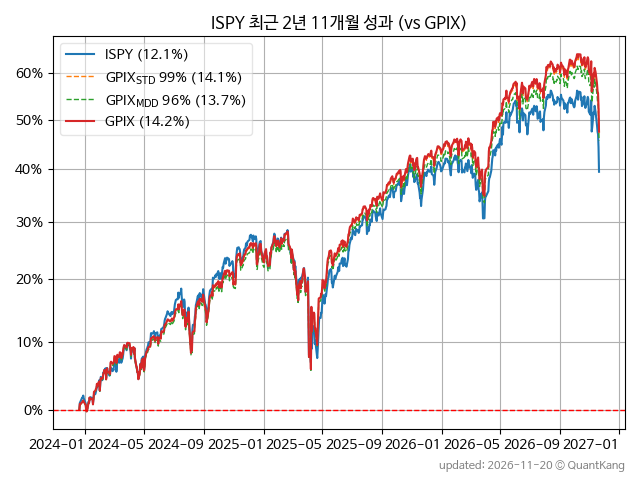 ISPY 최근 2년 11개월 성과 (vs GPIX)
ISPY (12.1%)
GPIX_STD 99% (14.1%)
GPIX_MDD 96% (13.7%)
GPIX (14.2%)
60%
50%
40%
30%
20%
10%
0%
2024-01 2024-05 2024-09 2025-01 2025-05 2025-09 2026-01 2026-05 2026-09 2027-01
updated: 2026-11-20 © QuantKang